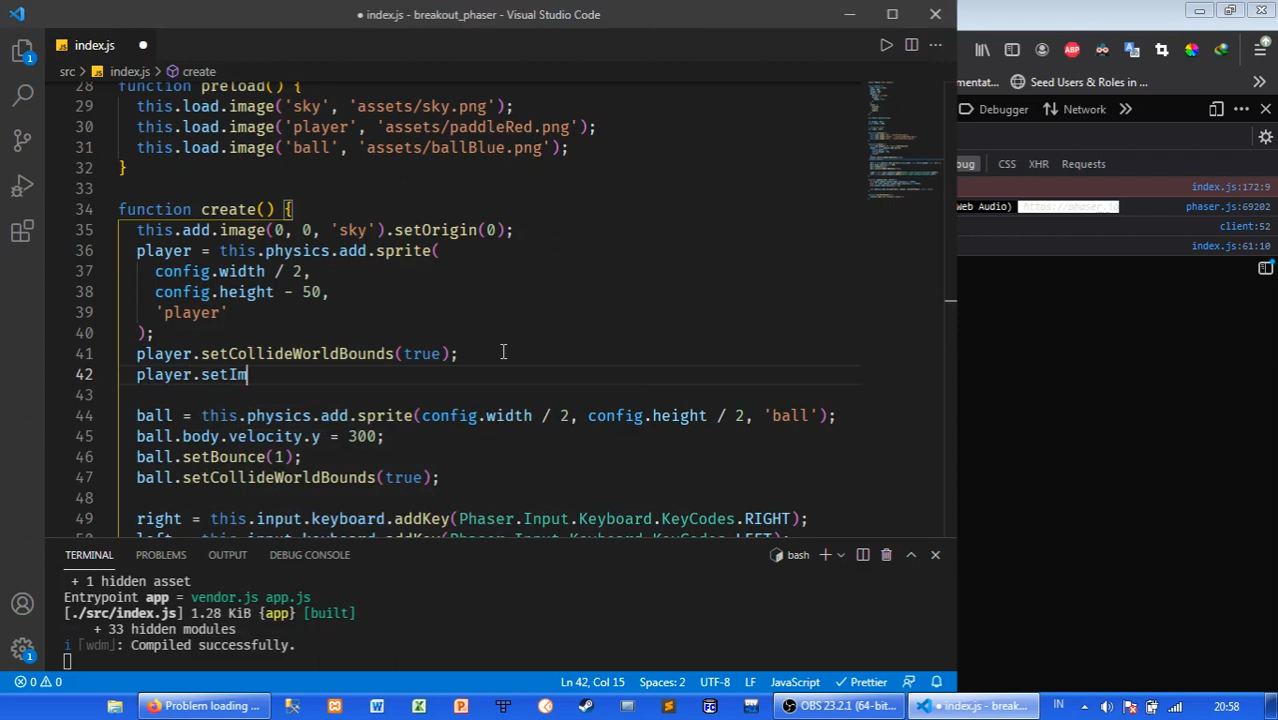 index.js - breakout_phaser - Visual Studio Code
index.js
src > index.js > create
28 function preload() {
29 this.load.image('sky', 'assets/sky.png');
30 this.load.image('player', 'assets/paddleRed.png');
31 this.load.image('ball', 'assets/ballBlue.png');
32 }
33
34 function create() {
35 this.add.image(0, 0, 'sky').setOrigin(0);
36 player = this.physics.add.sprite(
37 config.width / 2,
38 config.height - 50,
39 'player'
40 );
41 player.setCollideWorldBounds(true);
42 player.setIm
43
44 ball = this.physics.add.sprite(config.width / 2, config.height / 2, 'ball');
45 ball.body.velocity.y = 300;
46 ball.setBounce(1);
47 ball.setCollideWorldBounds(true);
48
49 right = this.input.keyboard.addKey(Phaser.Input.Keyboard.KeyCodes.RIGHT);
50 left = this.input.keyboard.addKey(Phaser.Input.Keyboard.KeyCodes.LEFT);
TERMINAL PROBLEMS OUTPUT DEBUG CONSOLE bash
+ 1 hidden asset
Entrypoint app = vendor.js app.js
[./src/index.js] 1.28 KiB {app} [built]
+ 33 hidden modules
i ｢wdm｣: Compiled successfully.
0 0 Ln 42, Col 15 Spaces: 2 UTF-8 LF JavaScript Prettier
ABP
mentat... Seed Users & Roles in ...
Debugger Network
bug CSS XHR Requests
index.js:172:9
Web Audio) https://phaser.io phaser.js:69202
client:52
index.js:61:10
Problem loading ... OBS 23.2.1 (64-bit... index.js - break... IN 20:58